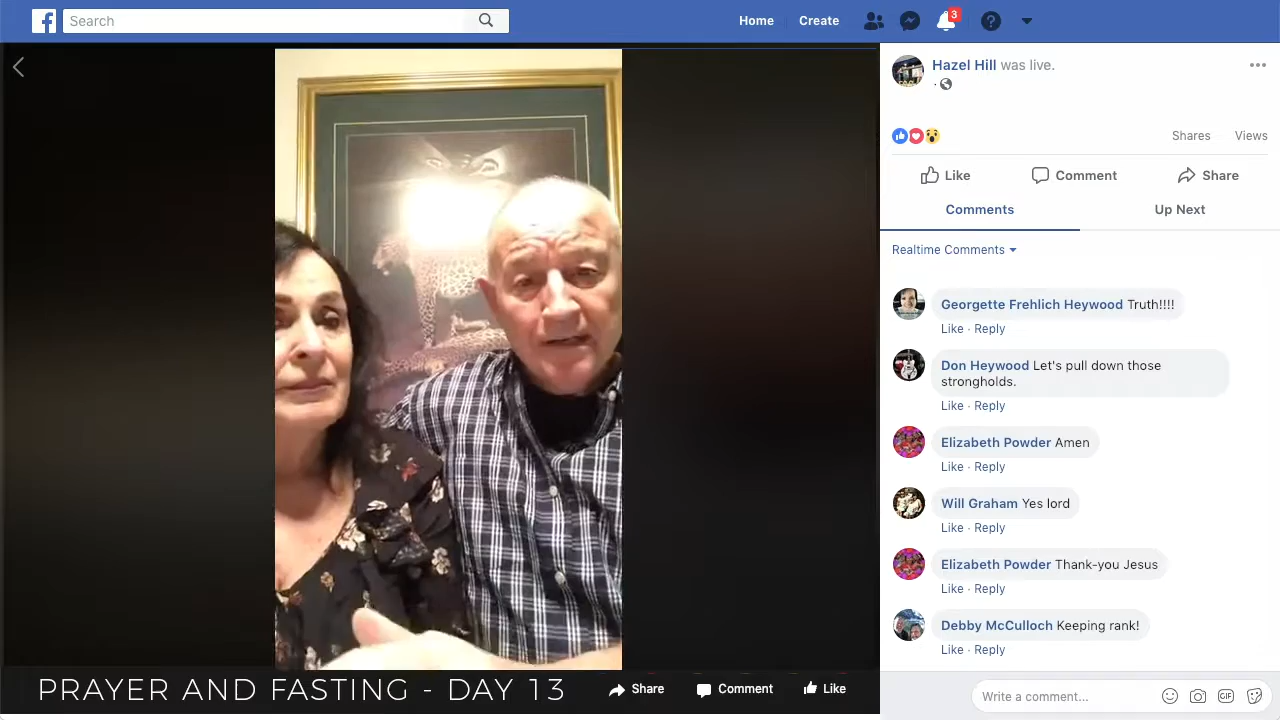 f Search
Home Create 3 ?
Hazel Hill was live.
Shares Views
Like Comment Share
Comments Up Next
Realtime Comments
Georgette Frehlich Heywood Truth!!!!
Like · Reply
Don Heywood Let's pull down those
strongholds.
Like · Reply
Elizabeth Powder Amen
Like · Reply
Will Graham Yes lord
Like · Reply
Elizabeth Powder Thank-you Jesus
Like · Reply
Debby McCulloch Keeping rank!
Like · Reply
PRAYER AND FASTING - DAY 13
Share Comment Like
Write a comment... GIF